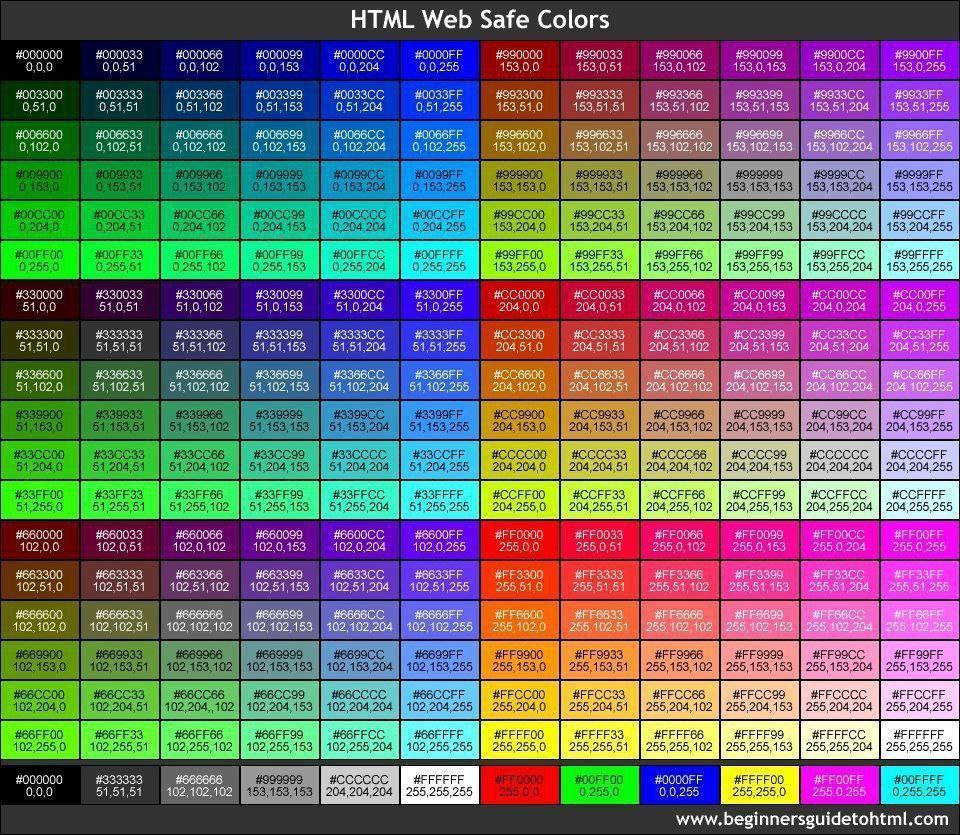 HTML Web Safe Colors
#000000 #000033 #000066 #000099 #0000CC #0000FF #990000 #990033 #990066 #990099 #9900CC #9900FF
0,0,0 0,0,51 0,0,102 0,0,153 0,0,204 0,0,255 153,0,0 153,0,51 153,0,102 153,0,153 153,0,204 153,0,255
#003300 #003333 #003366 #003399 #0033CC #0033FF #993300 #993333 #993366 #993399 #9933CC #9933FF
0,51,0 0,51,51 0,51,102 0,51,153 0,51,204 0,51,255 153,51,0 153,51,51 153,51,102 153,51,153 153,51,204 153,51,255
#006600 #006633 #006666 #006699 #0066CC #0066FF #996600 #996633 #996666 #996699 #9966CC #9966FF
0,102,0 0,102,51 0,102,102 0,102,153 0,102,204 0,102,255 153,102,0 153,102,51 153,102,102 153,102,153 153,102,204 153,102,255
#009900 #009933 #009966 #009999 #0099CC #0099FF #999900 #999933 #999966 #999999 #9999CC #9999FF
0,153,0 0,153,51 0,153,102 0,153,153 0,153,204 0,153,255 153,153,0 153,153,51 153,153,102 153,153,153 153,153,204 153,153,255
#00CC00 #00CC33 #00CC66 #00CC99 #00CCCC #00CCFF #99CC00 #99CC33 #99CC66 #99CC99 #99CCCC #99CCFF
0,204,0 0,204,51 0,204,102 0,204,153 0,204,204 0,204,255 153,204,0 153,204,51 153,204,102 153,204,153 153,204,204 153,204,255
#00FF00 #00FF33 #00FF66 #00FF99 #00FFCC #00FFFF #99FF00 #99FF33 #99FF66 #99FF99 #99FFCC #99FFFF
0,255,0 0,255,51 0,255,102 0,255,153 0,255,204 0,255,255 153,255,0 153,255,51 153,255,102 153,255,153 153,255,204 153,255,255
#330000 #330033 #330066 #330099 #3300CC #3300FF #CC0000 #CC0033 #CC0066 #CC0099 #CC00CC #CC00FF
51,0,0 51,0,51 51,0,102 51,0,153 51,0,204 51,0,255 204,0,0 204,0,51 204,0,102 204,0,153 204,0,204 204,0,255
#333300 #333333 #333366 #333399 #3333CC #3333FF #CC3300 #CC3333 #CC3366 #CC3399 #CC33CC #CC33FF
51,51,0 51,51,51 51,51,102 51,51,153 51,51,204 51,51,255 204,51,0 204,51,51 204,51,102 204,51,153 204,51,204 204,51,255
#336600 #336633 #336666 #336699 #3366CC #3366FF #CC6600 #CC6633 #CC6666 #CC6699 #CC66CC #CC66FF
51,102,0 51,102,51 51,102,102 51,102,153 51,102,204 51,102,255 204,102,0 204,102,51 204,102,102 204,102,153 204,102,204 204,102,255
#339900 #339933 #339966 #339999 #3399CC #3399FF #CC9900 #CC9933 #CC9966 #CC9999 #CC99CC #CC99FF
51,153,0 51,153,51 51,153,102 51,153,153 51,153,204 51,153,255 204,153,0 204,153,51 204,153,102 204,153,153 204,153,204 204,153,255
#33CC00 #33CC33 #33CC66 #33CC99 #33CCCC #33CCFF #CCCC00 #CCCC33 #CCCC66 #CCCC99 #CCCCCC #CCCCFF
51,204,0 51,204,51 51,204,102 51,204,153 51,204,204 51,204,255 204,204,0 204,204,51 204,204,102 204,204,153 204,204,204 204,204,255
#33FF00 #33FF33 #33FF66 #33FF99 #33FFCC #33FFFF #CCFF00 #CCFF33 #CCFF66 #CCFF99 #CCFFCC #CCFFFF
51,255,0 51,255,51 51,255,102 51,255,153 51,255,204 51,255,255 204,255,0 204,255,51 204,255,102 204,255,153 204,255,204 204,255,255
#660000 #660033 #660066 #660099 #6600CC #6600FF #FF0000 #FF0033 #FF0066 #FF0099 #FF00CC #FF00FF
102,0,0 102,0,51 102,0,102 102,0,153 102,0,204 102,0,255 255,0,0 255,0,51 255,0,102 255,0,153 255,0,204 255,0,255
#663300 #663333 #663366 #663399 #6633CC #6633FF #FF3300 #FF3333 #FF3366 #FF3399 #FF33CC #FF33FF
102,51,0 102,51,51 102,51,102 102,51,153 102,51,204 102,51,255 255,51,0 255,51,51 255,51,102 255,51,153 255,51,204 255,51,255
#666600 #666633 #666666 #666699 #6666CC #6666FF #FF6600 #FF6633 #FF6666 #FF6699 #FF66CC #FF66FF
102,102,0 102,102,51 102,102,102 102,102,153 102,102,204 102,102,255 255,102,0 255,102,51 255,102,102 255,102,153 255,102,204 255,102,255
#669900 #669933 #669966 #669999 #6699CC #6699FF #FF9900 #FF9933 #FF9966 #FF9999 #FF99CC #FF99FF
102,153,0 102,153,51 102,153,102 102,153,153 102,153,204 102,153,255 255,153,0 255,153,51 255,153,102 255,153,153 255,153,204 255,153,255
#66CC00 #66CC33 #66CC66 #66CC99 #66CCCC #66CCFF #FFCC00 #FFCC33 #FFCC66 #FFCC99 #FFCCCC #FFCCFF
102,204,0 102,204,51 102,204,,102 102,204,153 102,204,204 102,204,255 255,204,0 255,204,51 255,204,102 255,204,153 255,204,204 255,204,255
#66FF00 #66FF33 #66FF66 #66FF99 #66FFCC #66FFFF #FFFF00 #FFFF33 #FFFF66 #FFFF99 #FFFFCC #FFFFFF
102,255,0 102,255,51 102,255,102 102,255,153 102,255,204 102,255,255 255,255,0 255,255,51 255,255,102 255,255,153 255,255,204 255,255,255
#000000 #333333 #666666 #999999 #CCCCCC #FFFFFF #FF0000 #00FF00 #0000FF #FFFF00 #FF00FF #00FFFF
0,0,0 51,51,51 102,102,102 153,153,153 204,204,204 255,255,255 255,0,0 0,255,0 0,0,255 255,255,0 255,0,255 0,255,255
www.beginnersguidetohtml.com